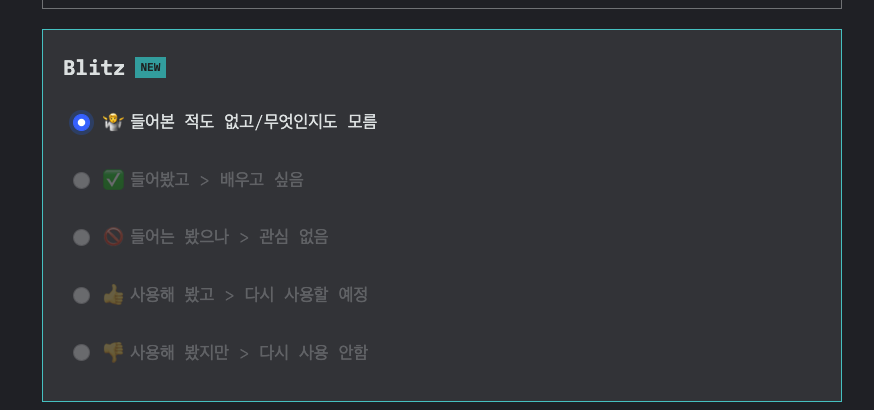 Blitz NEW
🤷 들어본 적도 없고/무엇인지도 모름
✅ 들어봤고 > 배우고 싶음
🚫 들어는 봤으나 > 관심 없음
👍 사용해 봤고 > 다시 사용할 예정
👎 사용해 봤지만 > 다시 사용 안함